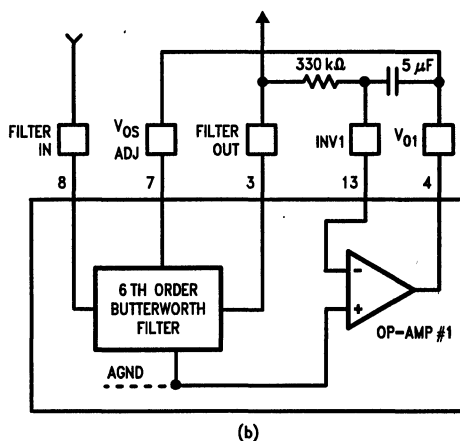 330 kΩ
5 µF
FILTER
IN
VOS
ADJ
FILTER
OUT
INV1
VO1
8
7
3
13
4
6 TH ORDER
BUTTERWORTH
FILTER
-
+
OP-AMP #1
AGND
(b)